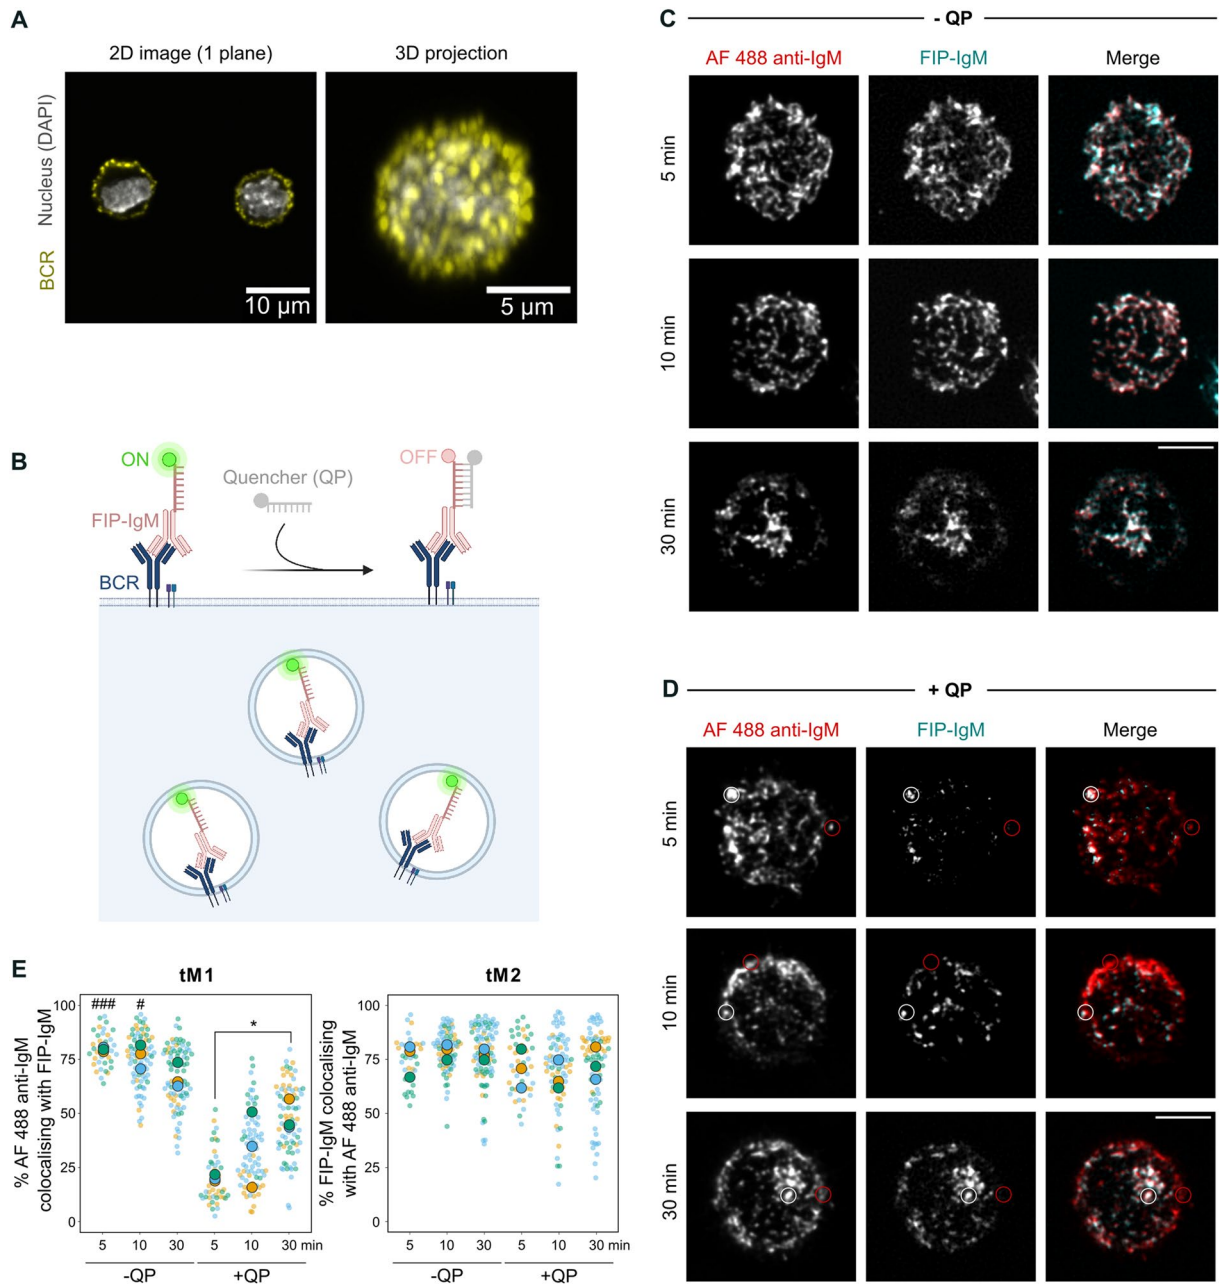 A
2D image (1 plane)
3D projection
BCR Nucleus (DAPI)
10 µm
5 µm
B
ON
Quencher (QP)
OFF
FIP-IgM
BCR
C
- QP
AF 488 anti-IgM
FIP-IgM
Merge
5 min
10 min
30 min
D
+ QP
AF 488 anti-IgM
FIP-IgM
Merge
5 min
10 min
30 min
E
tM1
% AF 488 anti-IgM
colocalising with FIP-IgM
100
75
50
25
0
###
#
*
5 10 30 5 10 30 min
-QP +QP
tM2
% FIP-IgM colocalising
with AF 488 anti-IgM
100
75
50
25
0
5 10 30 5 10 30 min
-QP +QP